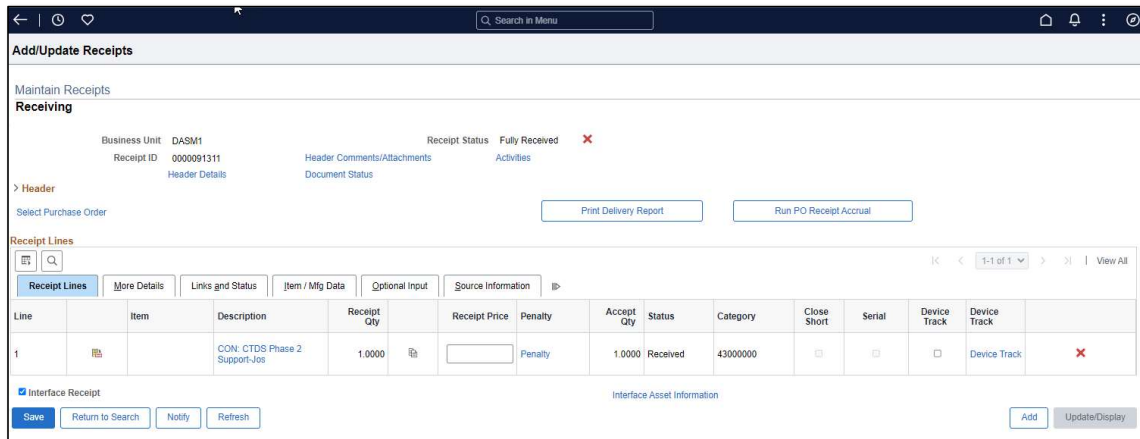 Search in Menu
Add/Update Receipts
Maintain Receipts
Receiving
Business Unit DASM1 Receipt Status Fully Received
Receipt ID 0000091311 Header Comments/Attachments Activities
Header Details Document Status
> Header
Select Purchase Order Print Delivery Report Run PO Receipt Accrual
Receipt Lines
1-1 of 1 View All
Receipt Lines More Details Links and Status Item / Mfg Data Optional Input Source Information
Line Item Description Receipt Qty Receipt Price Penalty Accept Qty Status Category Close Short Serial Device Track Device Track
1 CON: CTDS Phase 2 Support-Jos 1.0000 Penalty 1.0000 Received 43000000 Device Track
Interface Receipt Interface Asset Information
Save Return to Search Notify Refresh Add Update/Display